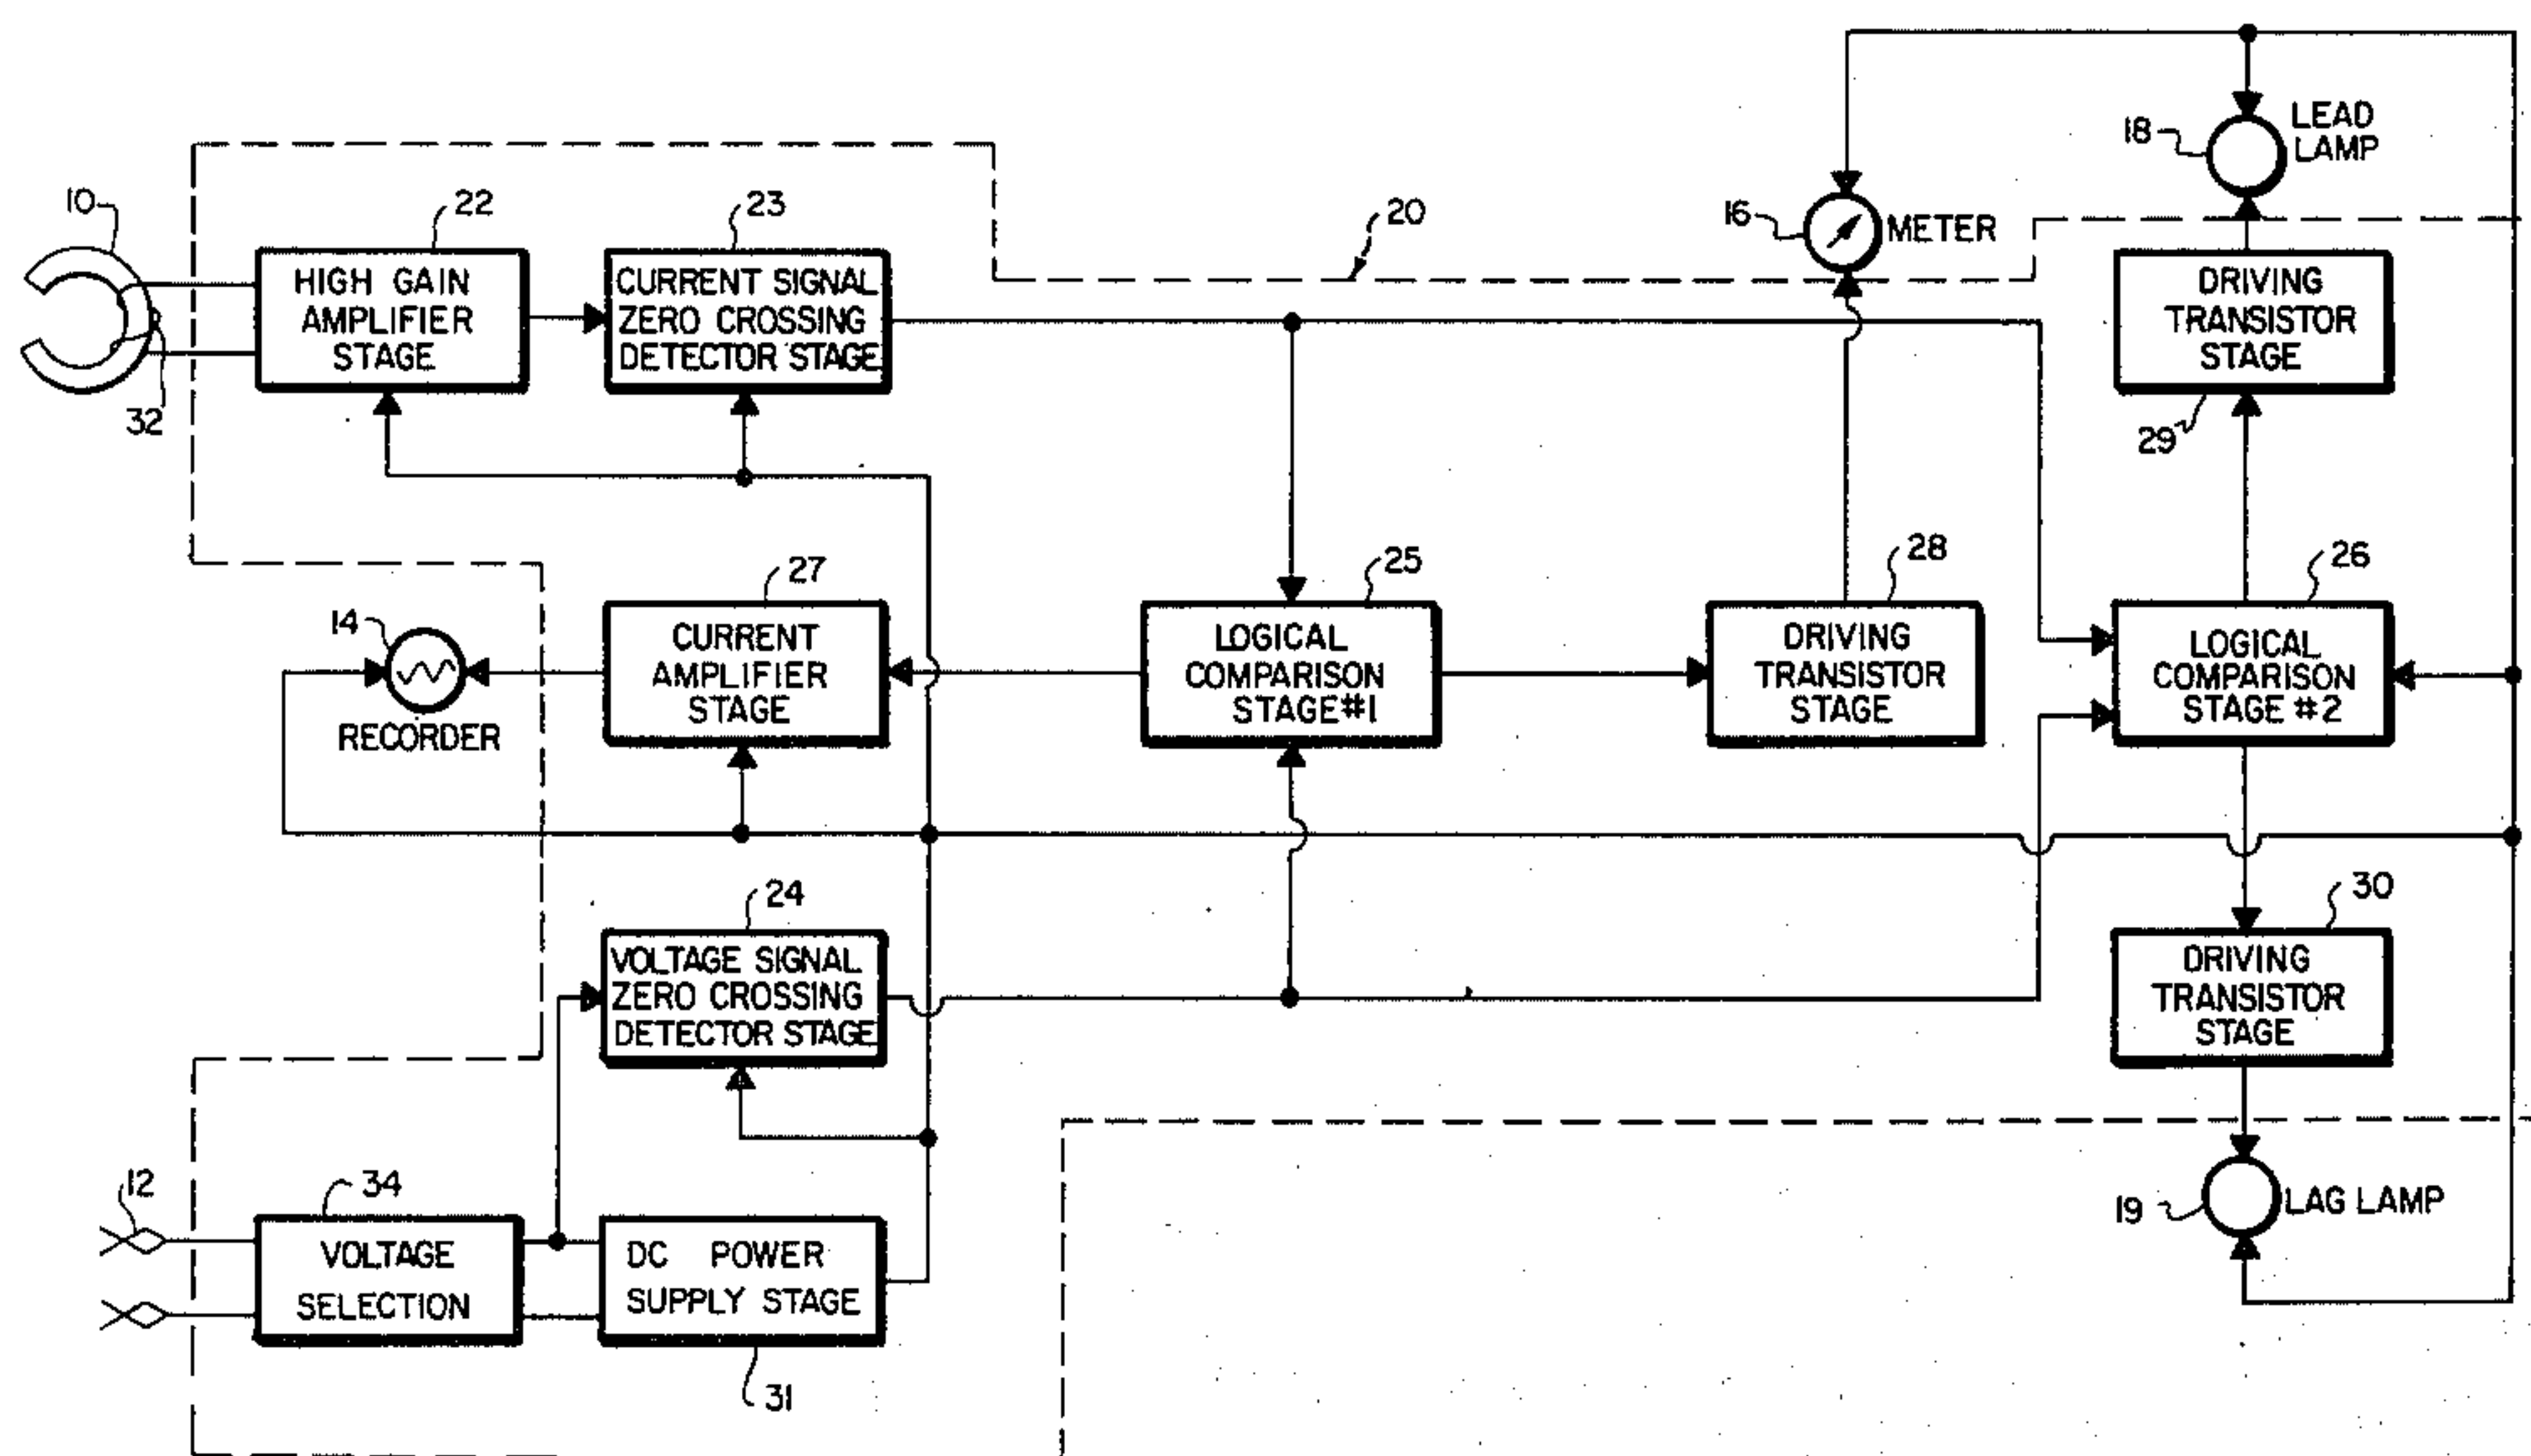 LEAD
LAMP
18
10
22
23
20
16
METER
HIGH GAIN
AMPLIFIER
STAGE
CURRENT SIGNAL
ZERO CROSSING
DETECTOR STAGE
DRIVING
TRANSISTOR
STAGE
32
29
27
25
28
26
14
RECORDER
CURRENT
AMPLIFIER
STAGE
LOGICAL
COMPARISON
STAGE #1
DRIVING
TRANSISTOR
STAGE
LOGICAL
COMPARISON
STAGE #2
24
30
VOLTAGE SIGNAL
ZERO CROSSING
DETECTOR STAGE
DRIVING
TRANSISTOR
STAGE
12
34
VOLTAGE
SELECTION
DC POWER
SUPPLY STAGE
31
19
LAG LAMP